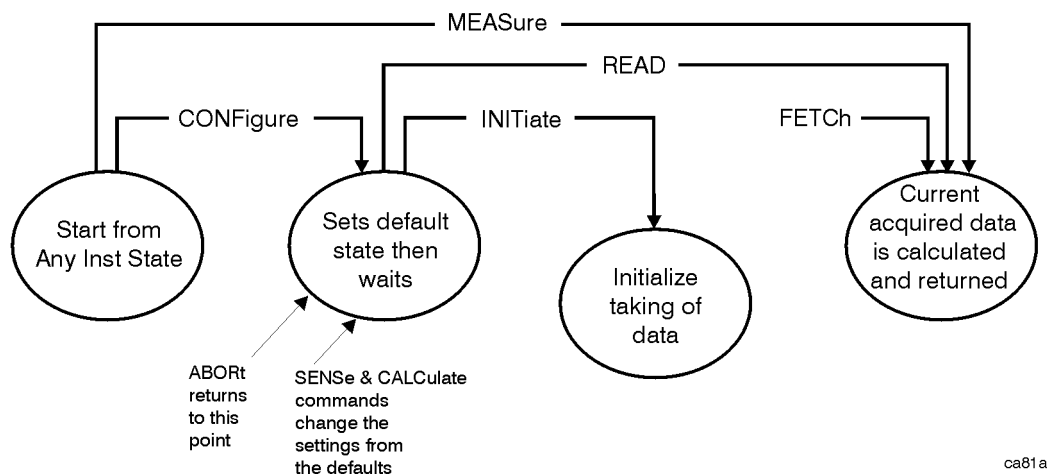 MEASure
READ
CONFigure
INITiate
FETCh
Start from
Any Inst State
Sets default
state then
waits
Initialize
taking of
data
Current
acquired data
is calculated
and returned
ABORt
returns
to this
point
SENSe & CALCulate
commands
change the
settings from
the defaults
ca81a